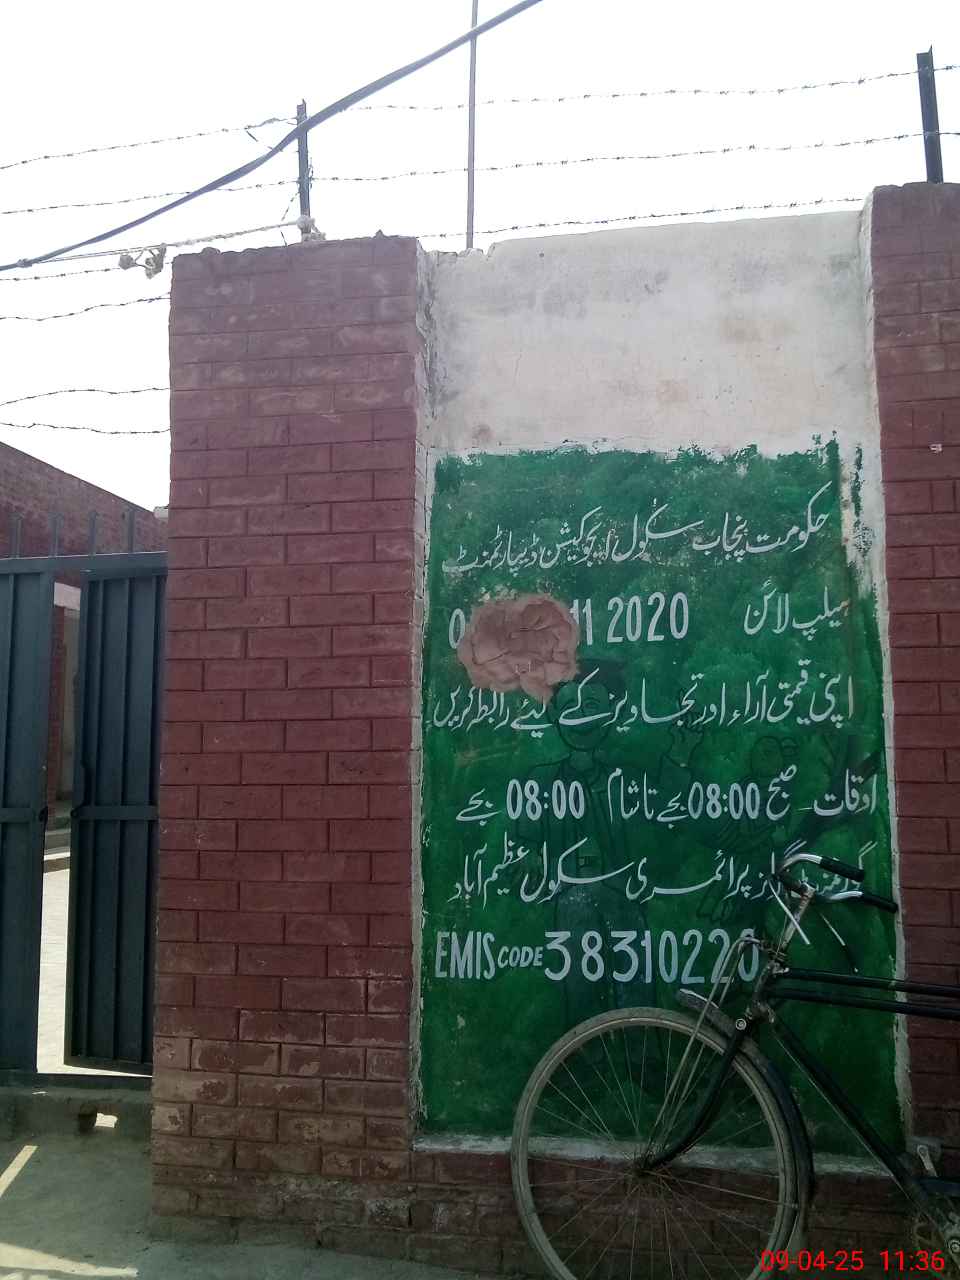 حکومت پنجاب سکول ایجوکیشن ڈیپارٹمنٹ
ہیلپ لائن 11 2020
اپنی قیمتی آراء اور تجاویز کے لیئے رابطہ کریں
اوقات صبح 08:00 بجے تا شام 08:00 بجے
پرائمری سکول عظیم آباد
EMIS CODE 38310220
09-04-25 11:36